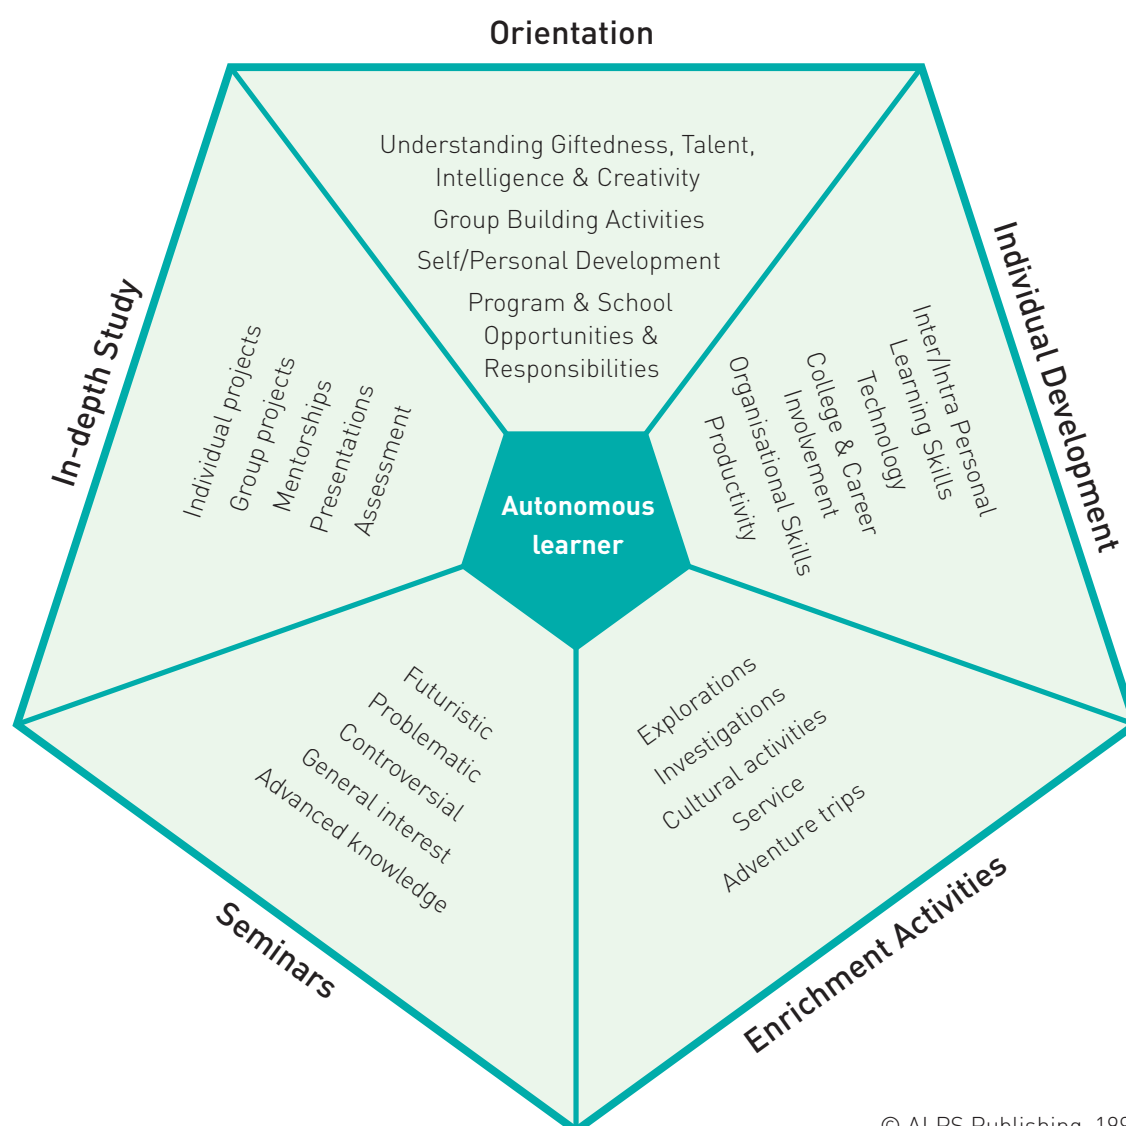 Orientation
Understanding Giftedness, Talent,
Intelligence & Creativity
Group Building Activities
Self/Personal Development
Program & School
Opportunities &
Responsibilities
Individual Development
Inter/Intra Personal
Learning Skills
Technology
College & Career
Involvement
Organisational Skills
Productivity
Enrichment Activities
Explorations
Investigations
Cultural activities
Service
Adventure trips
Seminars
Futuristic
Problematic
Controversial
General interest
Advanced knowledge
In-depth Study
Individual projects
Group projects
Mentorships
Presentations
Assessment
Autonomous
learner
© ALPS Publishing